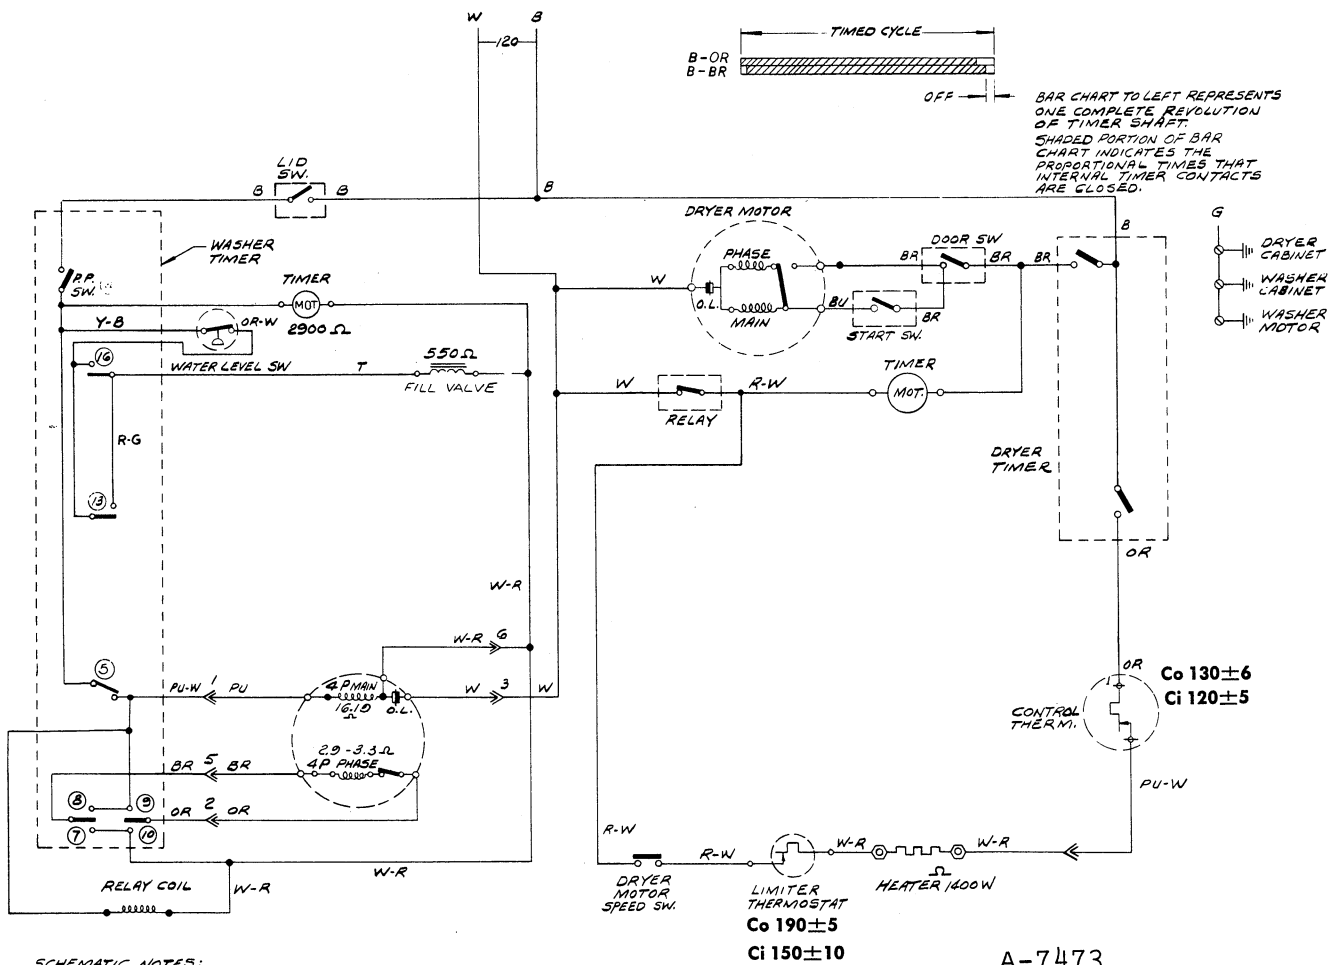 W B
120
TIMED CYCLE
B-OR
B-BR
OFF
BAR CHART TO LEFT REPRESENTS
ONE COMPLETE REVOLUTION
OF TIMER SHAFT.
SHADED PORTION OF BAR
CHART INDICATES THE
PROPORTIONAL TIMES THAT
INTERNAL TIMER CONTACTS
ARE CLOSED.
LID
SW.
B B
B
DRYER MOTOR
G
B
WASHER
TIMER
PHASE
DOOR SW
BR BR BR
DRYER
CABINET
WASHER
CABINET
WASHER
MOTOR
P.P.
SW.
TIMER
MOT
2900 Ω
W
O.L.
MAIN
BU
BR
START SW.
Y-B
OR-W
16
WATER LEVEL SW
T
550 Ω
FILL VALVE
W
R-W
RELAY
TIMER
MOT.
R-G
DRYER
TIMER
13
OR
W-R
W-R 6
5
PU-W 1 PU
4 P MAIN
16.19
Ω
O.L.
W 3 W
OR
Co 130±6
Ci 120±5
CONTROL
THERM.
2.9 - 3.3 Ω
4 P PHASE
BR 5 BR
PU-W
8 9
OR 2 OR
7 10
R-W
R-W
W-R
W-R
W-R
DRYER
MOTOR
SPEED SW.
LIMITER
THERMOSTAT
Ω
HEATER 1400 W
RELAY COIL
W-R
Co 190±5
Ci 150±10
SCHEMATIC NOTES:
A-7473